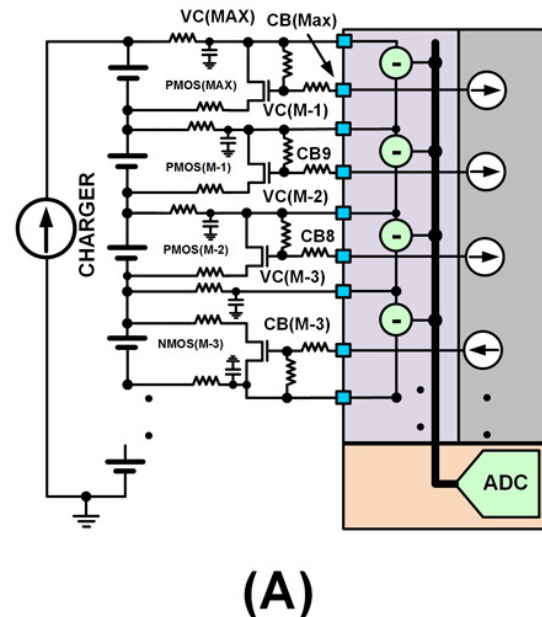 VC(MAX)
CB(Max)
PMOS(MAX)
VC(M-1)
CB9
PMOS(M-1)
VC(M-2)
CHARGER
CB8
PMOS(M-2)
VC(M-3)
CB(M-3)
NMOS(M-3)
-
-
-
-
ADC
(A)